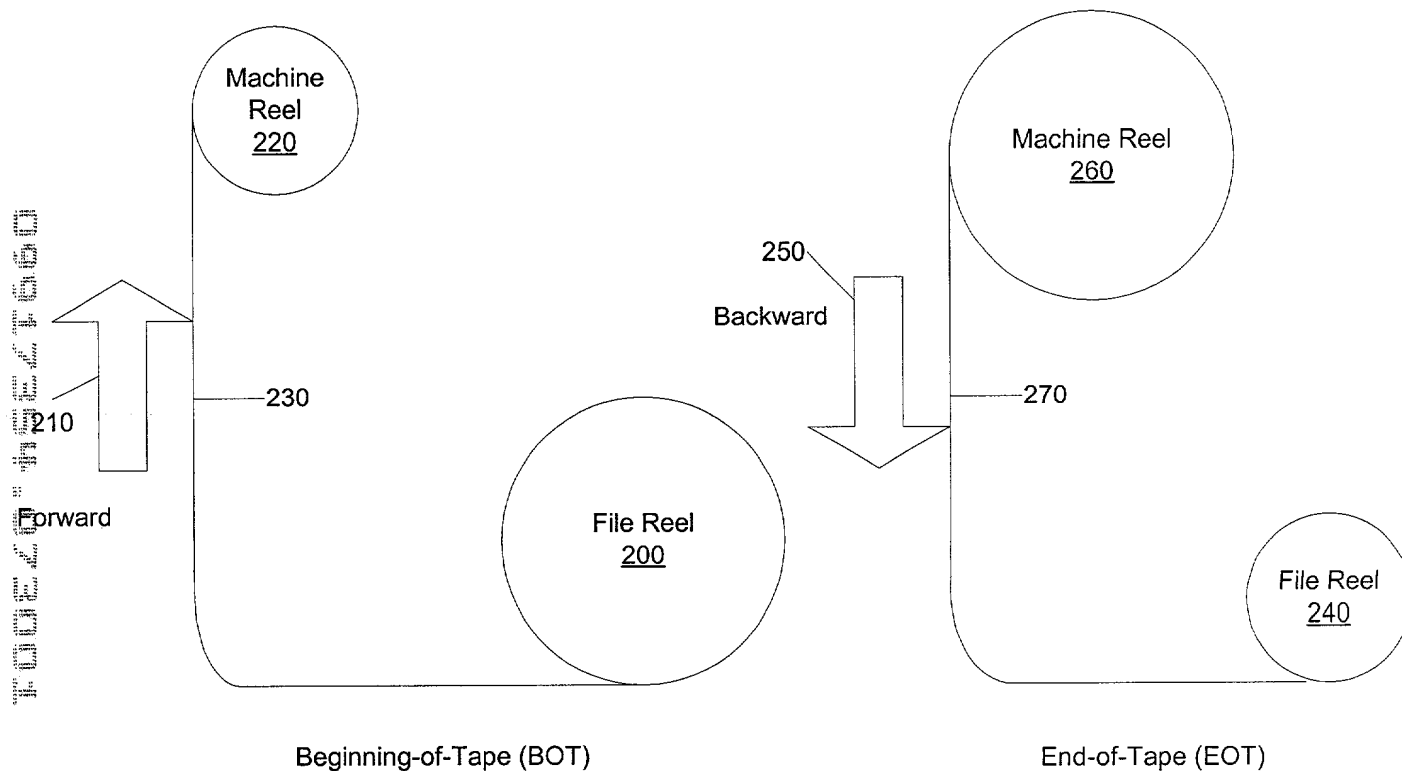 Machine
Reel
220
210
Forward
230
File Reel
200
Beginning-of-Tape (BOT)
Machine Reel
260
250
Backward
270
File Reel
240
End-of-Tape (EOT)